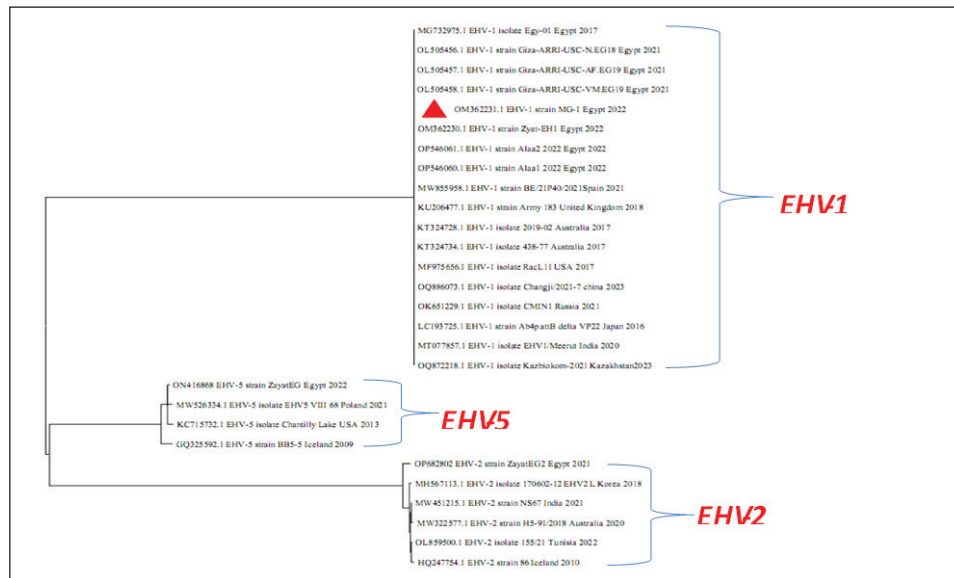 MG732975.1 EHV-1 isolate Egy-01 Egypt 2017
OL505456.1 EHV-1 strain Giza-ARRI-USC-N.EG18 Egypt 2021
OL505457.1 EHV-1 strain Giza-ARRI-USC-AF.EG19 Egypt 2021
OL505458.1 EHV-1 strain Giza-ARRI-USC-VM.EG19 Egypt 2021
OM362231.1 EHV-1 strain MG-1 Egypt 2022
OM362230.1 EHV-1 strain Zyat-EH1 Egypt 2022
OP546061.1 EHV-1 strain Alaa2 2022 Egypt 2022
OP546060.1 EHV-1 strain Alaa1 2022 Egypt 2022
MW855958.1 EHV-1 strain BE/21P40/2021Spain 2021
EHV-1
KU206477.1 EHV-1 strain Army 183 United Kingdom 2018
KT324728.1 EHV-1 isolate 2019-02 Australia 2017
KT324734.1 EHV-1 isolate 438-77 Australia 2017
MF975656.1 EHV-1 isolate RacL11 USA 2017
OQ886073.1 EHV-1 isolate Changji/2021-7 china 2023
OK651229.1 EHV-1 isolate CMIN1 Russia 2021
LC193725.1 EHV-1 strain Ab4pattB delta VP22 Japan 2016
MT077857.1 EHV-1 isolate EHV1/Meerut India 2020
OQ872218.1 EHV-1 isolate Kazbiokom-2021 Kazakhstan2023
ON416868 EHV-5 strain ZayatEG Egypt 2022
MW526334.1 EHV-5 isolate EHV5 VIII 68 Poland 2021
KC715732.1 EHV-5 isolate Chantilly Lake USA 2013
EHV-5
GQ325592.1 EHV-5 strain BB5-5 Iceland 2009
OP682802 EHV-2 strain ZayatEG2 Egypt 2021
MH567113.1 EHV-2 isolate 170602-12 EHV2 L Korea 2018
MW451215.1 EHV-2 strain NS67 India 2021
EHV-2
MW322577.1 EHV-2 strain H5-91/2018 Australia 2020
OL859500.1 EHV-2 isolate 155/21 Tunisia 2022
HQ247754.1 EHV-2 strain 86 Iceland 2010